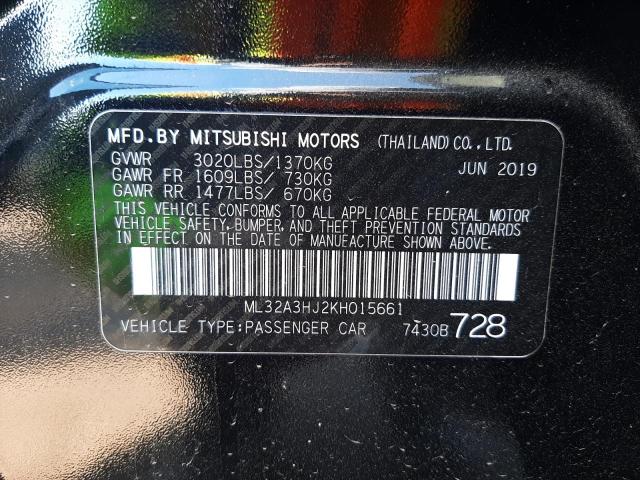 MFD.BY MITSUBISHI MOTORS (THAILAND) CO.,LTD.
GVWR 3020LBS/1370KG JUN 2019
GAWR FR 1609LBS/ 730KG
GAWR RR 1477LBS/ 670KG
THIS VEHICLE CONFORMS TO ALL APPLICABLE FEDERAL MOTOR
VEHICLE SAFETY, BUMPER, AND THEFT PREVENTION STANDARDS
IN EFFECT ON THE DATE OF MANUFACTURE SHOWN ABOVE.
ML32A3HJ2KH015661
VEHICLE TYPE:PASSENGER CAR 7430B 728